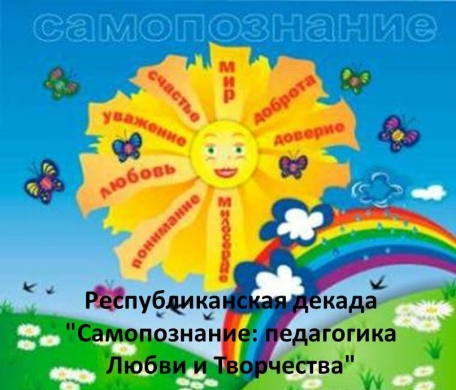 самопознание
мир
доброта
доверие
счастье
уважение
любовь
понимание
Милосердие
Республиканская декада
"Самопознание: педагогика
Любви и Творчества"